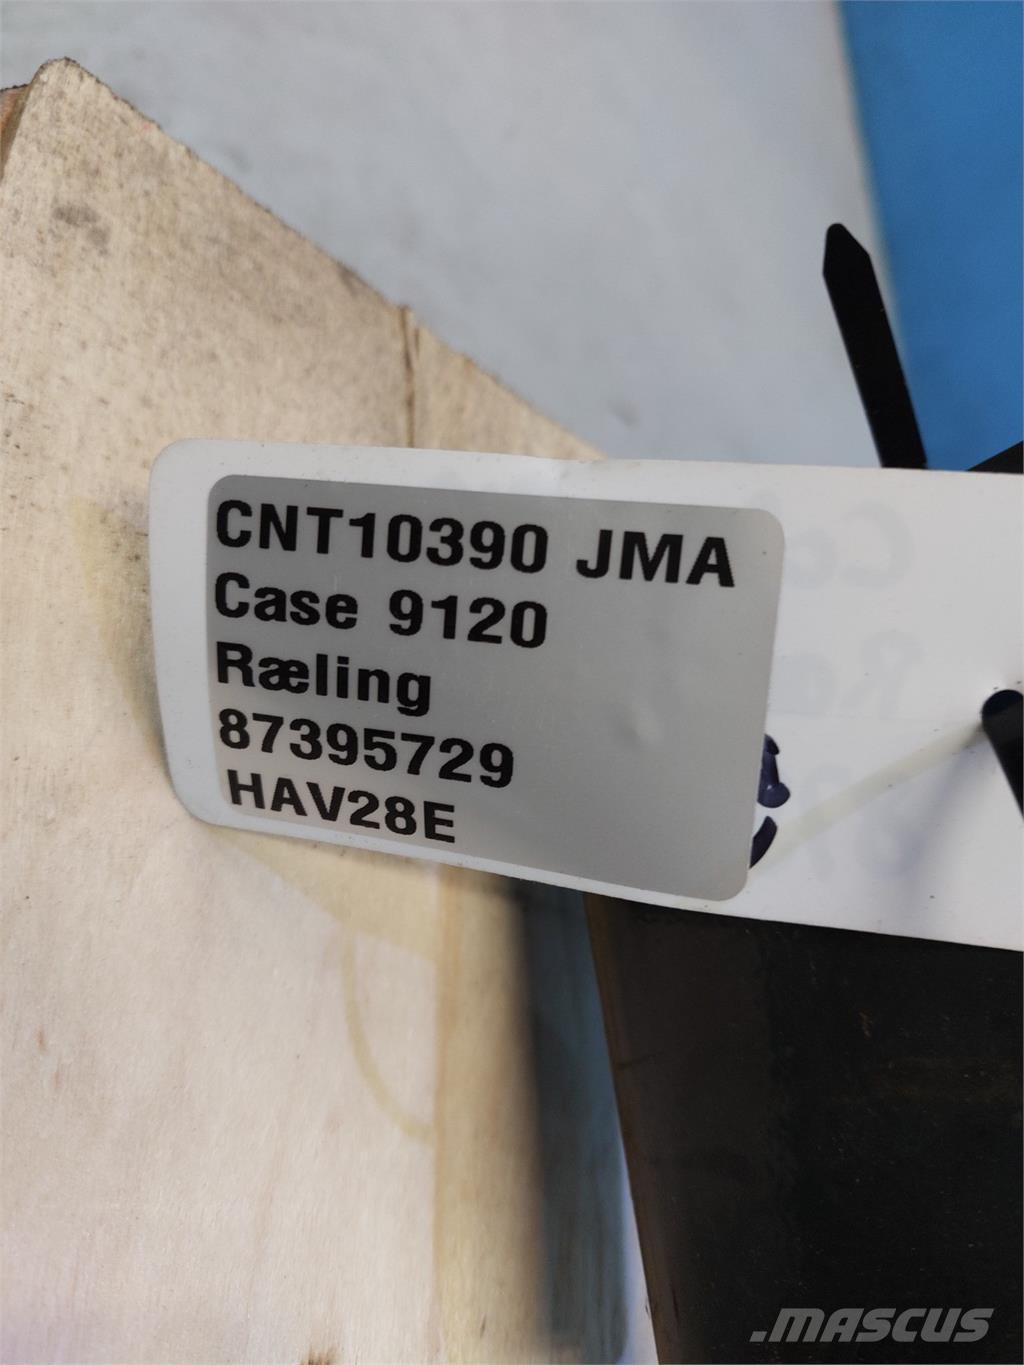 CNT10390 JMA
Case 9120
Ræling
87395729
HAV28E
.MASCUS